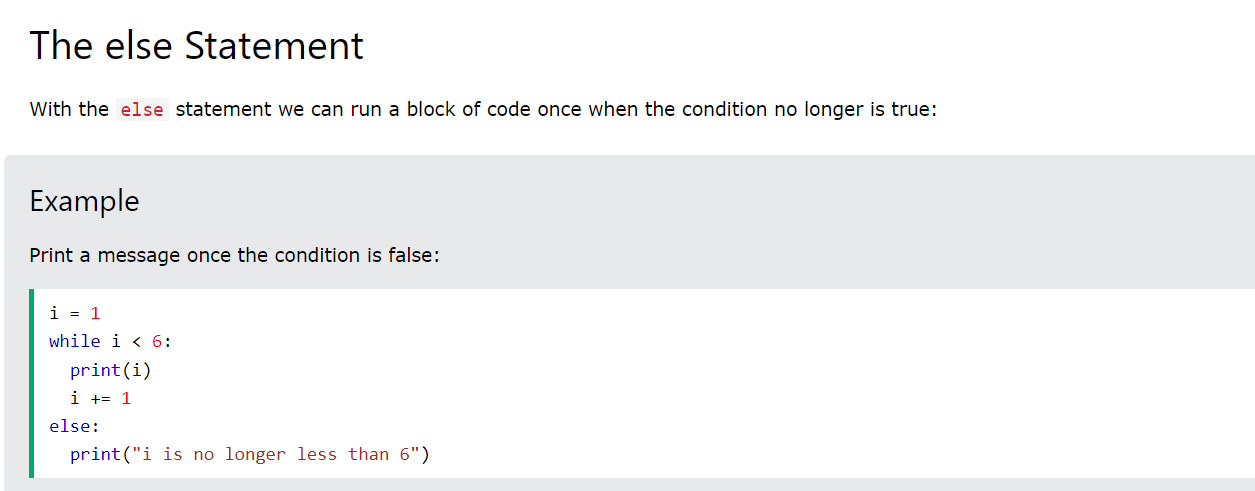 The else Statement
With the else statement we can run a block of code once when the condition no longer is true:
Example
Print a message once the condition is false:
i = 1
while i < 6:
  print(i)
  i += 1
else:
  print("i is no longer less than 6")